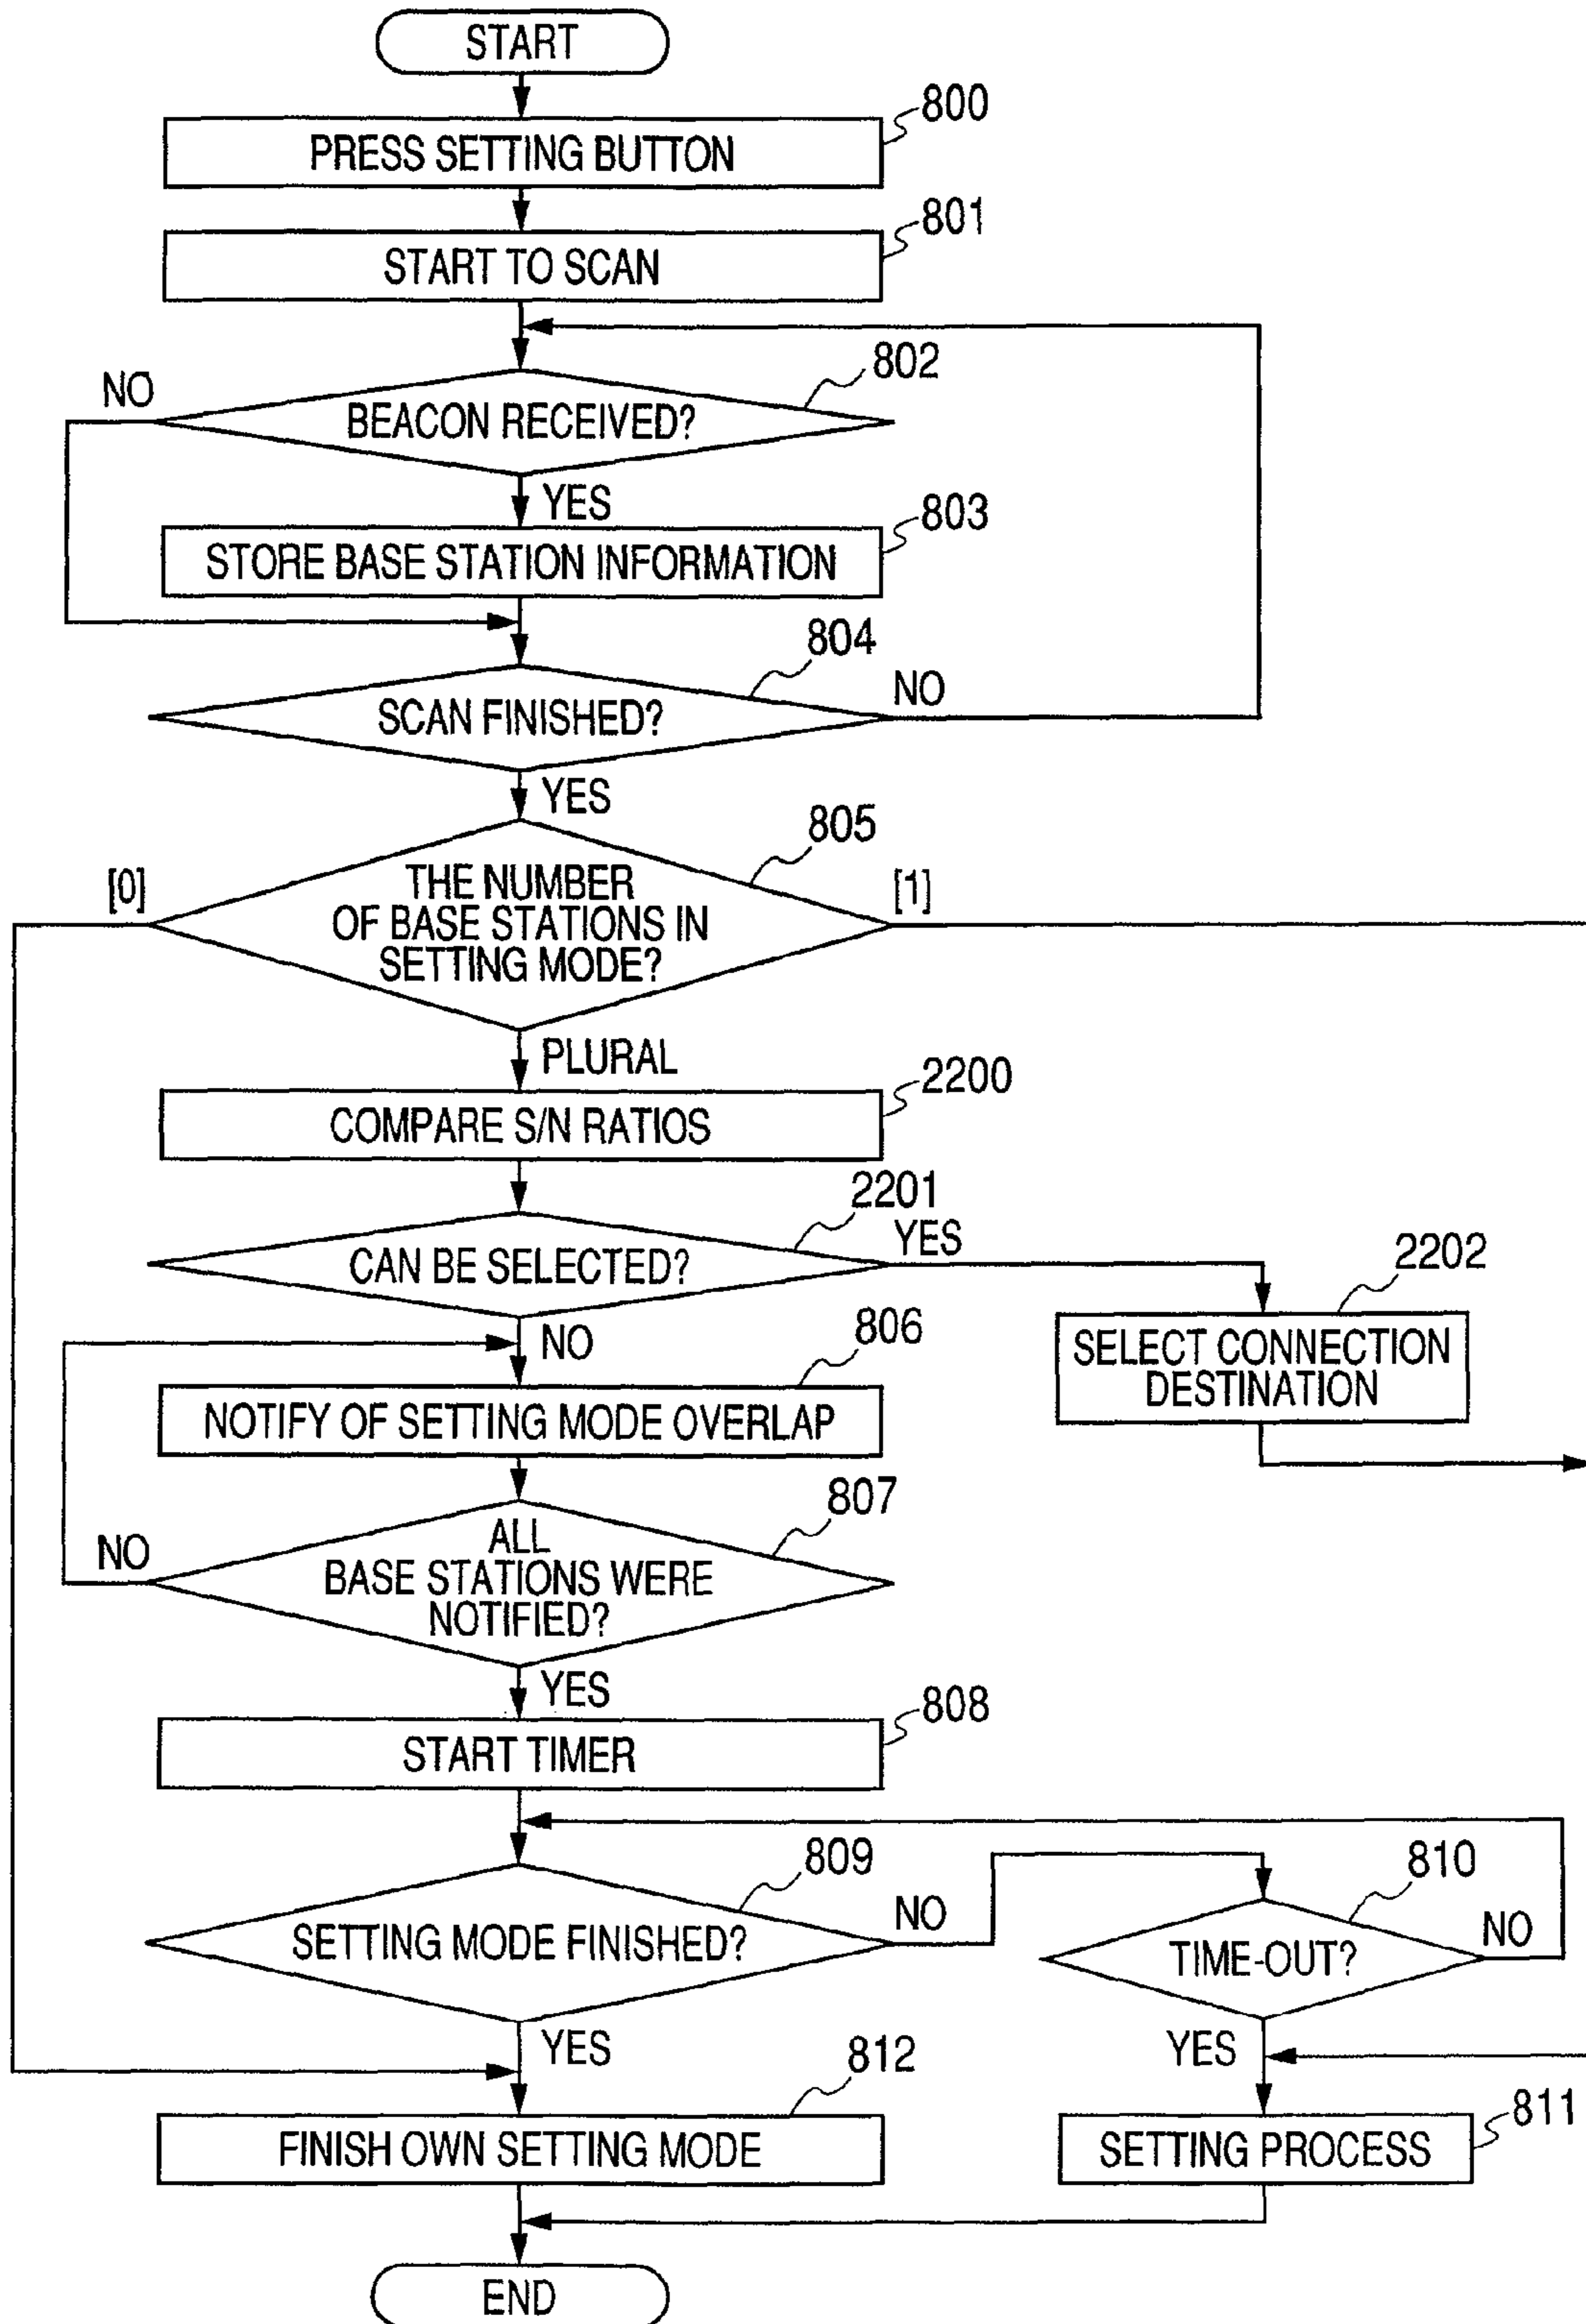 START
800
PRESS SETTING BUTTON
801
START TO SCAN
802
NO
BEACON RECEIVED?
YES
803
STORE BASE STATION INFORMATION
804
NO
SCAN FINISHED?
YES
805
[0]
[1]
THE NUMBER
OF BASE STATIONS IN
SETTING MODE?
PLURAL
2200
COMPARE S/N RATIOS
2201
YES
CAN BE SELECTED?
2202
SELECT CONNECTION
DESTINATION
NO
806
NOTIFY OF SETTING MODE OVERLAP
807
NO
ALL
BASE STATIONS WERE
NOTIFIED?
YES
808
START TIMER
809
NO
SETTING MODE FINISHED?
810
NO
TIME-OUT?
YES
YES
812
FINISH OWN SETTING MODE
811
SETTING PROCESS
END